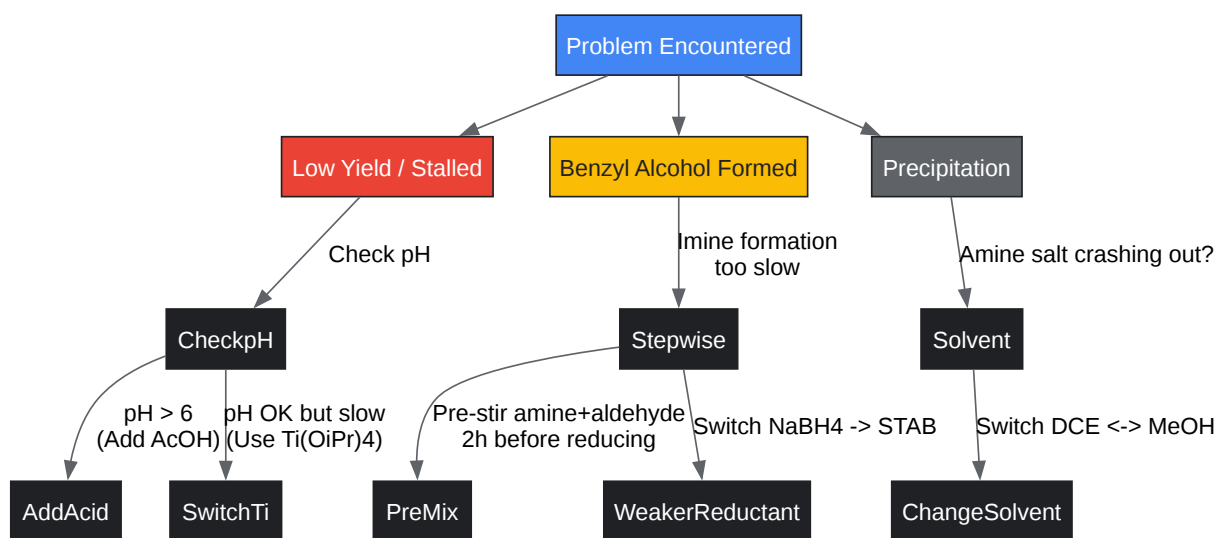 Problem Encountered
Low Yield / Stalled
Benzyl Alcohol Formed
Precipitation
Check pH
Imine formation
too slow
Amine salt crashing out?
CheckpH
Stepwise
Solvent
pH > 6
(Add AcOH)
pH OK but slow
(Use Ti(OiPr)4)
Pre-stir amine+aldehyde
2h before reducing
Switch NaBH4 -> STAB
Switch DCE <-> MeOH
AddAcid
SwitchTi
PreMix
WeakerReductant
ChangeSolvent